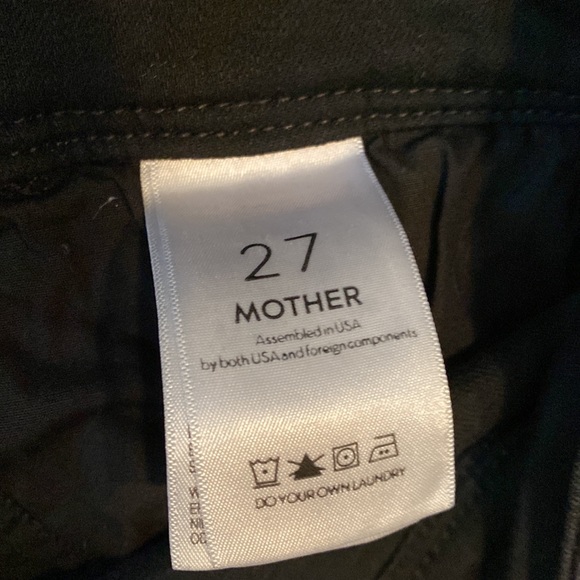 27
MOTHER
Assembled in USA
by both USA and foreign components
DO YOUR OWN LAUNDRY